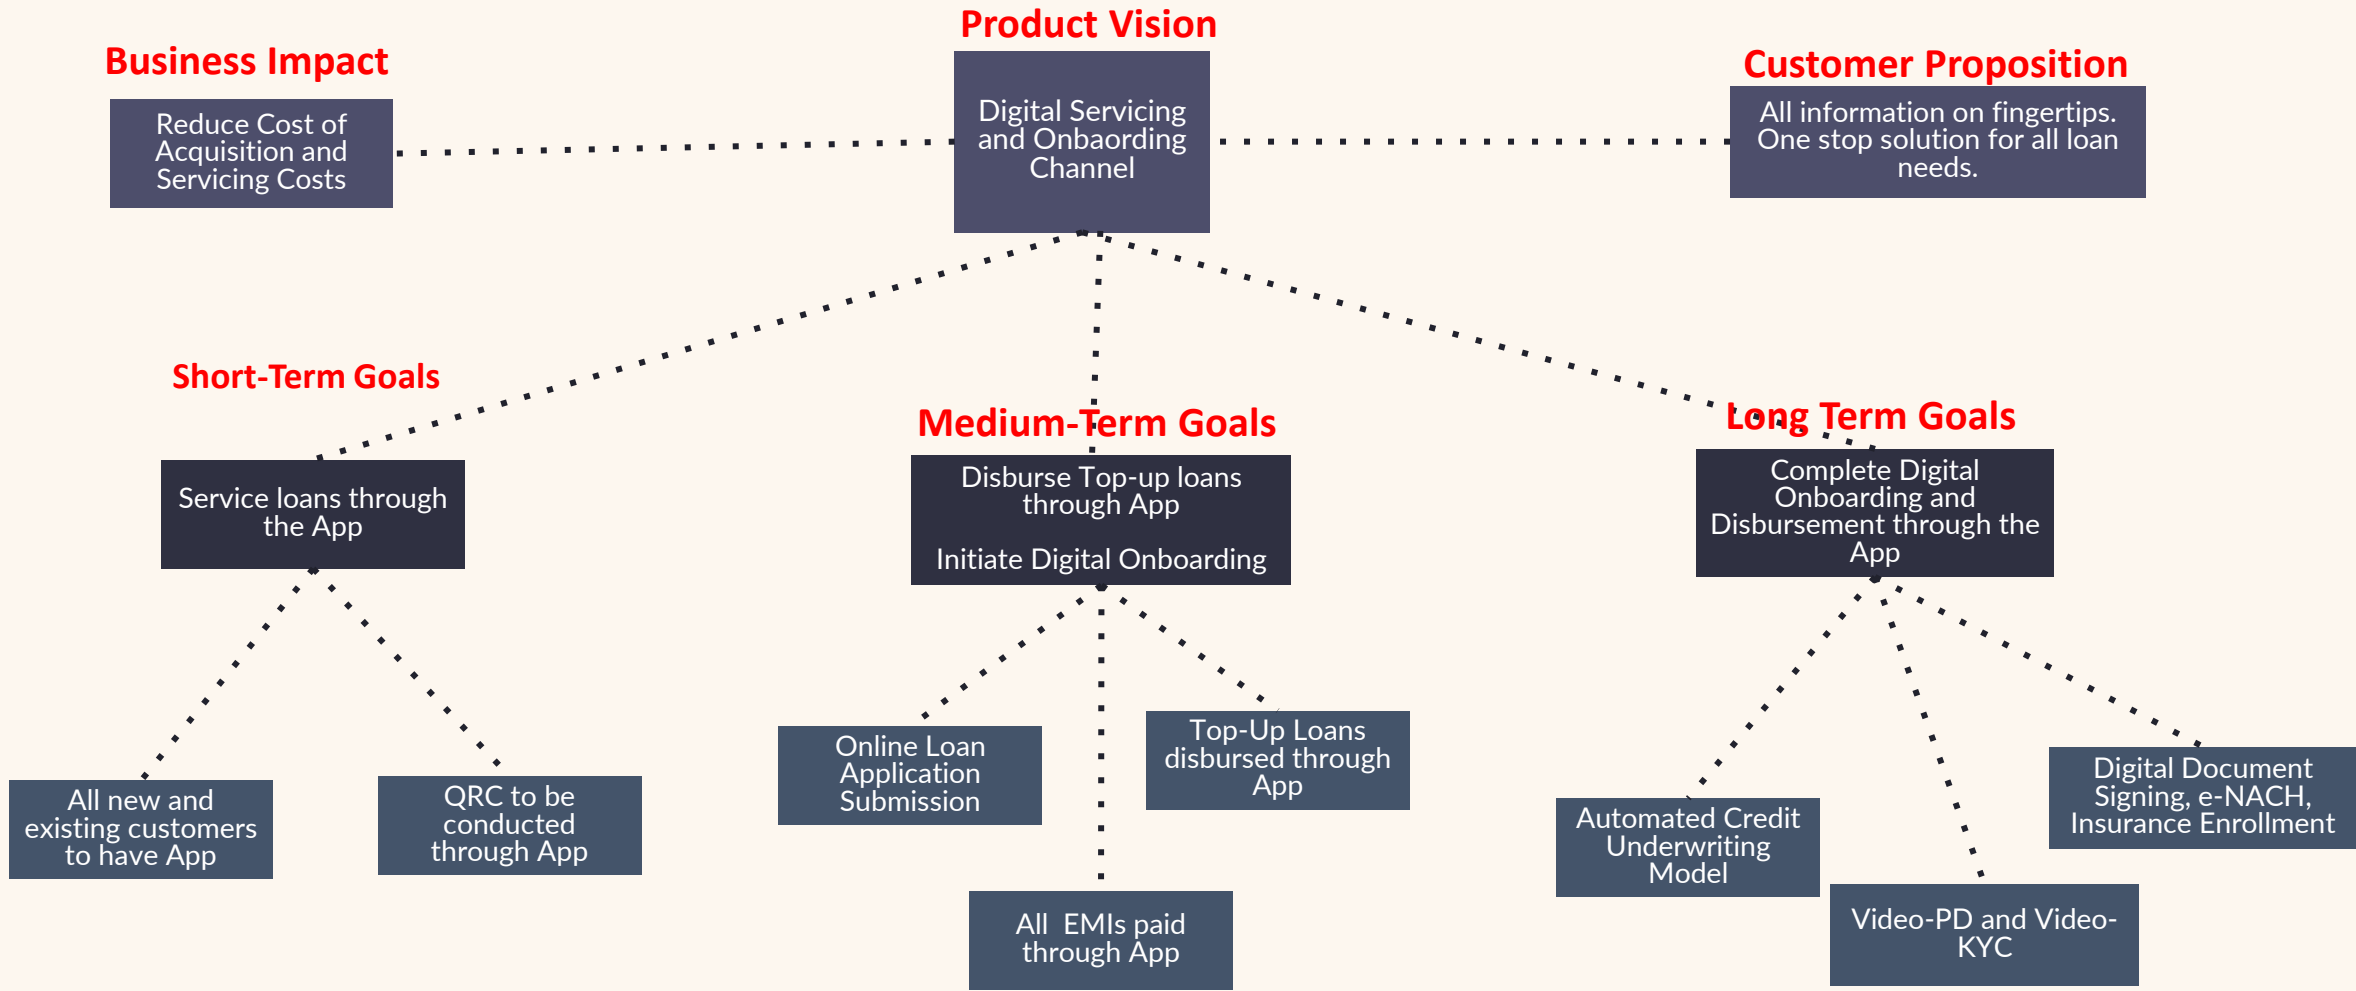 Product Vision
Business Impact
Customer Proposition
Reduce Cost of
Acquisition and
Servicing Costs
Digital Servicing
and Onbaording
Channel
All information on fingertips.
One stop solution for all loan
needs.
Short-Term Goals
Service loans through
the App
Medium-Term Goals
Disburse Top-up loans
through App
Initiate Digital Onboarding
Long Term Goals
Complete Digital
Onboarding and
Disbursement through the
App
All new and
existing customers
to have App
QRC to be
conducted
through App
Online Loan
Application
Submission
All  EMIs paid
through App
Top-Up Loans
disbursed through
App
Automated Credit
Underwriting
Model
Video-PD and Video-
KYC
Digital Document
Signing, e-NACH,
Insurance Enrollment